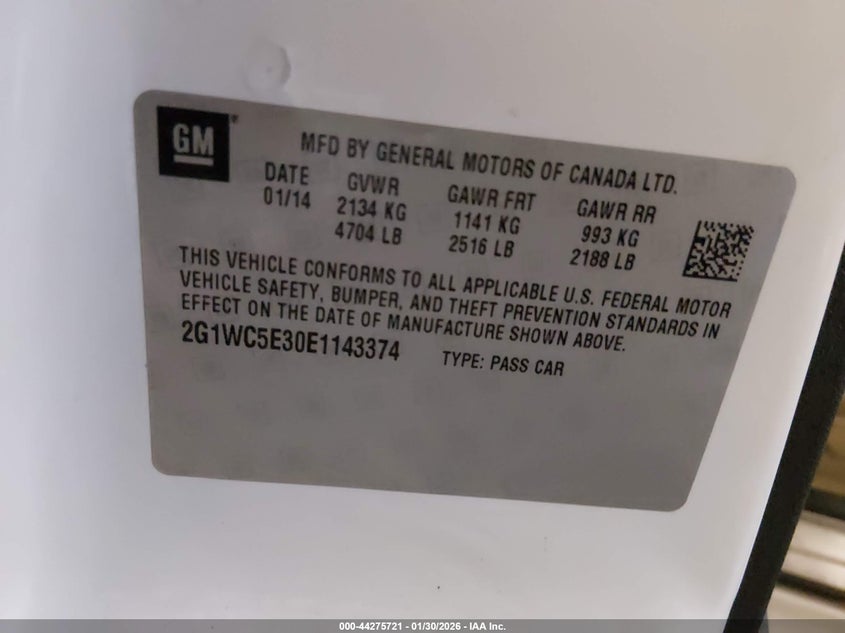 GM
MFD BY GENERAL MOTORS OF CANADA LTD.
DATE GVWR GAWR FRT GAWR RR
01/14 2134 KG 1141 KG 993 KG
4704 LB 2516 LB 2188 LB
THIS VEHICLE CONFORMS TO ALL APPLICABLE U.S. FEDERAL MOTOR
VEHICLE SAFETY, BUMPER, AND THEFT PREVENTION STANDARDS IN
EFFECT ON THE DATE OF MANUFACTURE SHOWN ABOVE.
2G1WC5E30E1143374 TYPE: PASS CAR
000-44275721 - 01/30/2026 - IAA Inc.